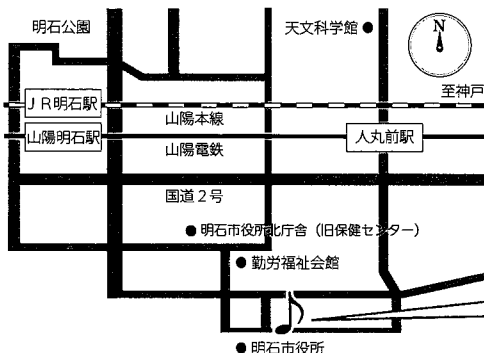 明石公園
天文科学館
N
至神戸
JR明石駅
山陽本線
山陽明石駅
人丸前駅
山陽電鉄
国道2号
明石市役所北庁舎（旧保健センター）
勤労福祉会館
明石市役所